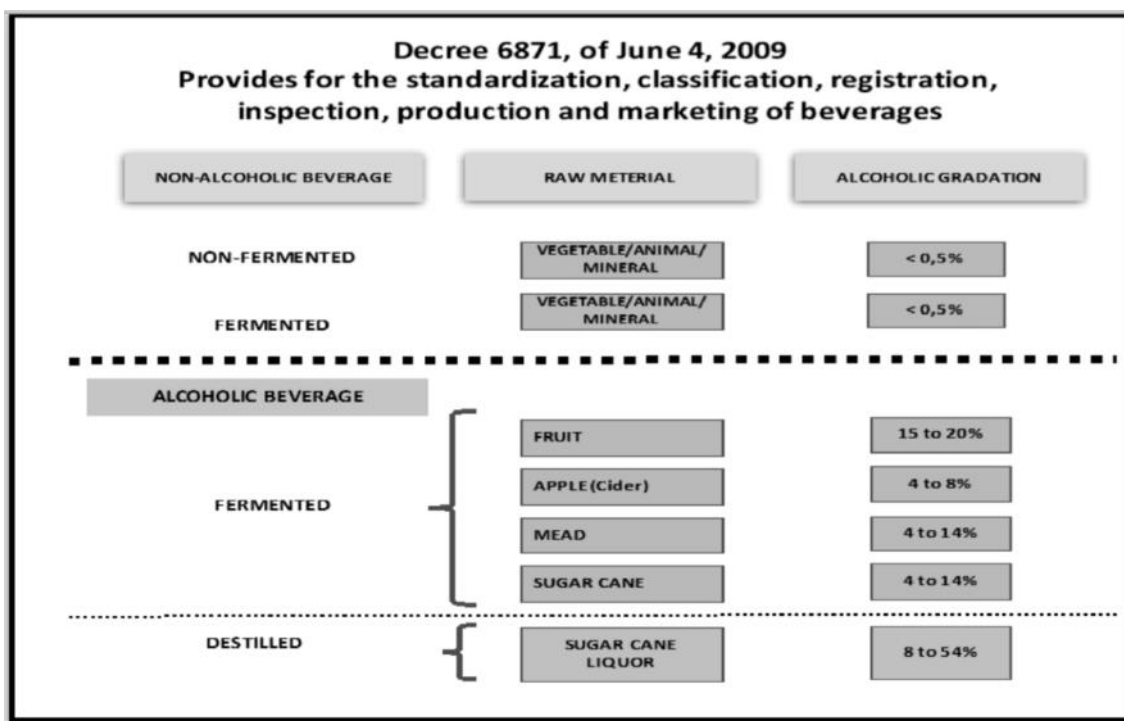 Decree 6871, of June 4, 2009
Provides for the standardization, classification, registration,
inspection, production and marketing of beverages
NON-ALCOHOLIC BEVERAGE
RAW METERIAL
ALCOHOLIC GRADATION
NON-FERMENTED
VEGETABLE/ANIMAL/
MINERAL
< 0,5%
FERMENTED
VEGETABLE/ANIMAL/
MINERAL
< 0,5%
ALCOHOLIC BEVERAGE
FERMENTED
FRUIT
15 to 20%
APPLE(Cider)
4 to 8%
MEAD
4 to 14%
SUGAR CANE
4 to 14%
DESTILLED
SUGAR CANE
LIQUOR
8 to 54%